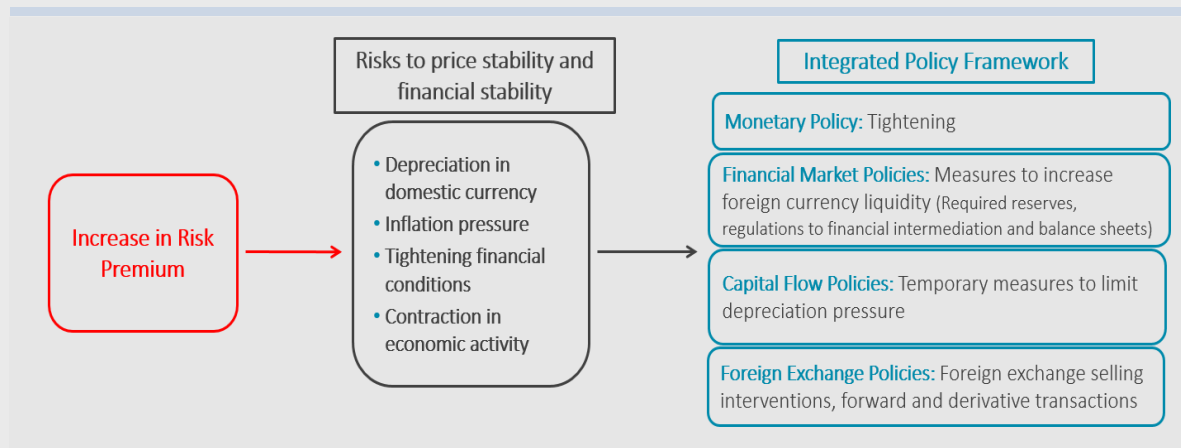 Increase in Risk
Premium
Risks to price stability and
financial stability
• Depreciation in
domestic currency
• Inflation pressure
• Tightening financial
conditions
• Contraction in
economic activity
Integrated Policy Framework
Monetary Policy: Tightening
Financial Market Policies: Measures to increase
foreign currency liquidity (Required reserves,
regulations to financial intermediation and balance sheets)
Capital Flow Policies: Temporary measures to limit
depreciation pressure
Foreign Exchange Policies: Foreign exchange selling
interventions, forward and derivative transactions